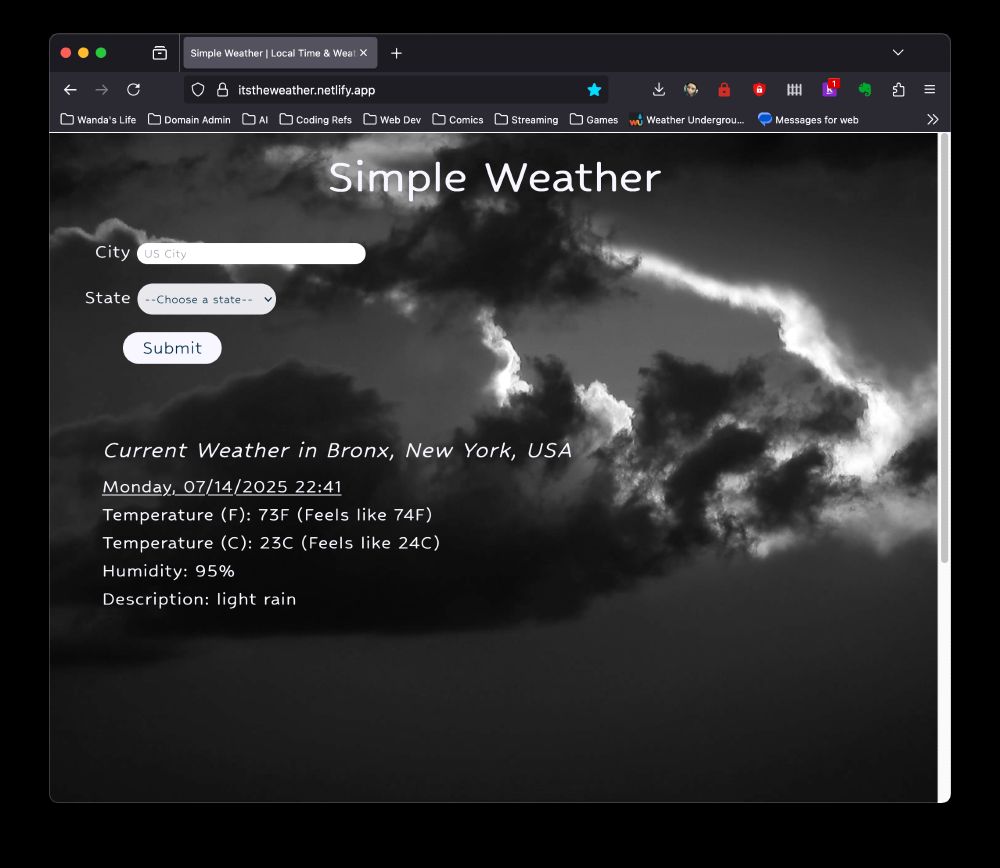 Simple Weather | Local Time & Weat
itstheweather.netlify.app
1
Wanda's Life Domain Admin AI Coding Refs Web Dev Comics Streaming Games Weather Undergrou... Messages for web
Simple Weather
City US City
State --Choose a state--
Submit
Current Weather in Bronx, New York, USA
Monday, 07/14/2025 22:41
Temperature (F): 73F (Feels like 74F)
Temperature (C): 23C (Feels like 24C)
Humidity: 95%
Description: light rain